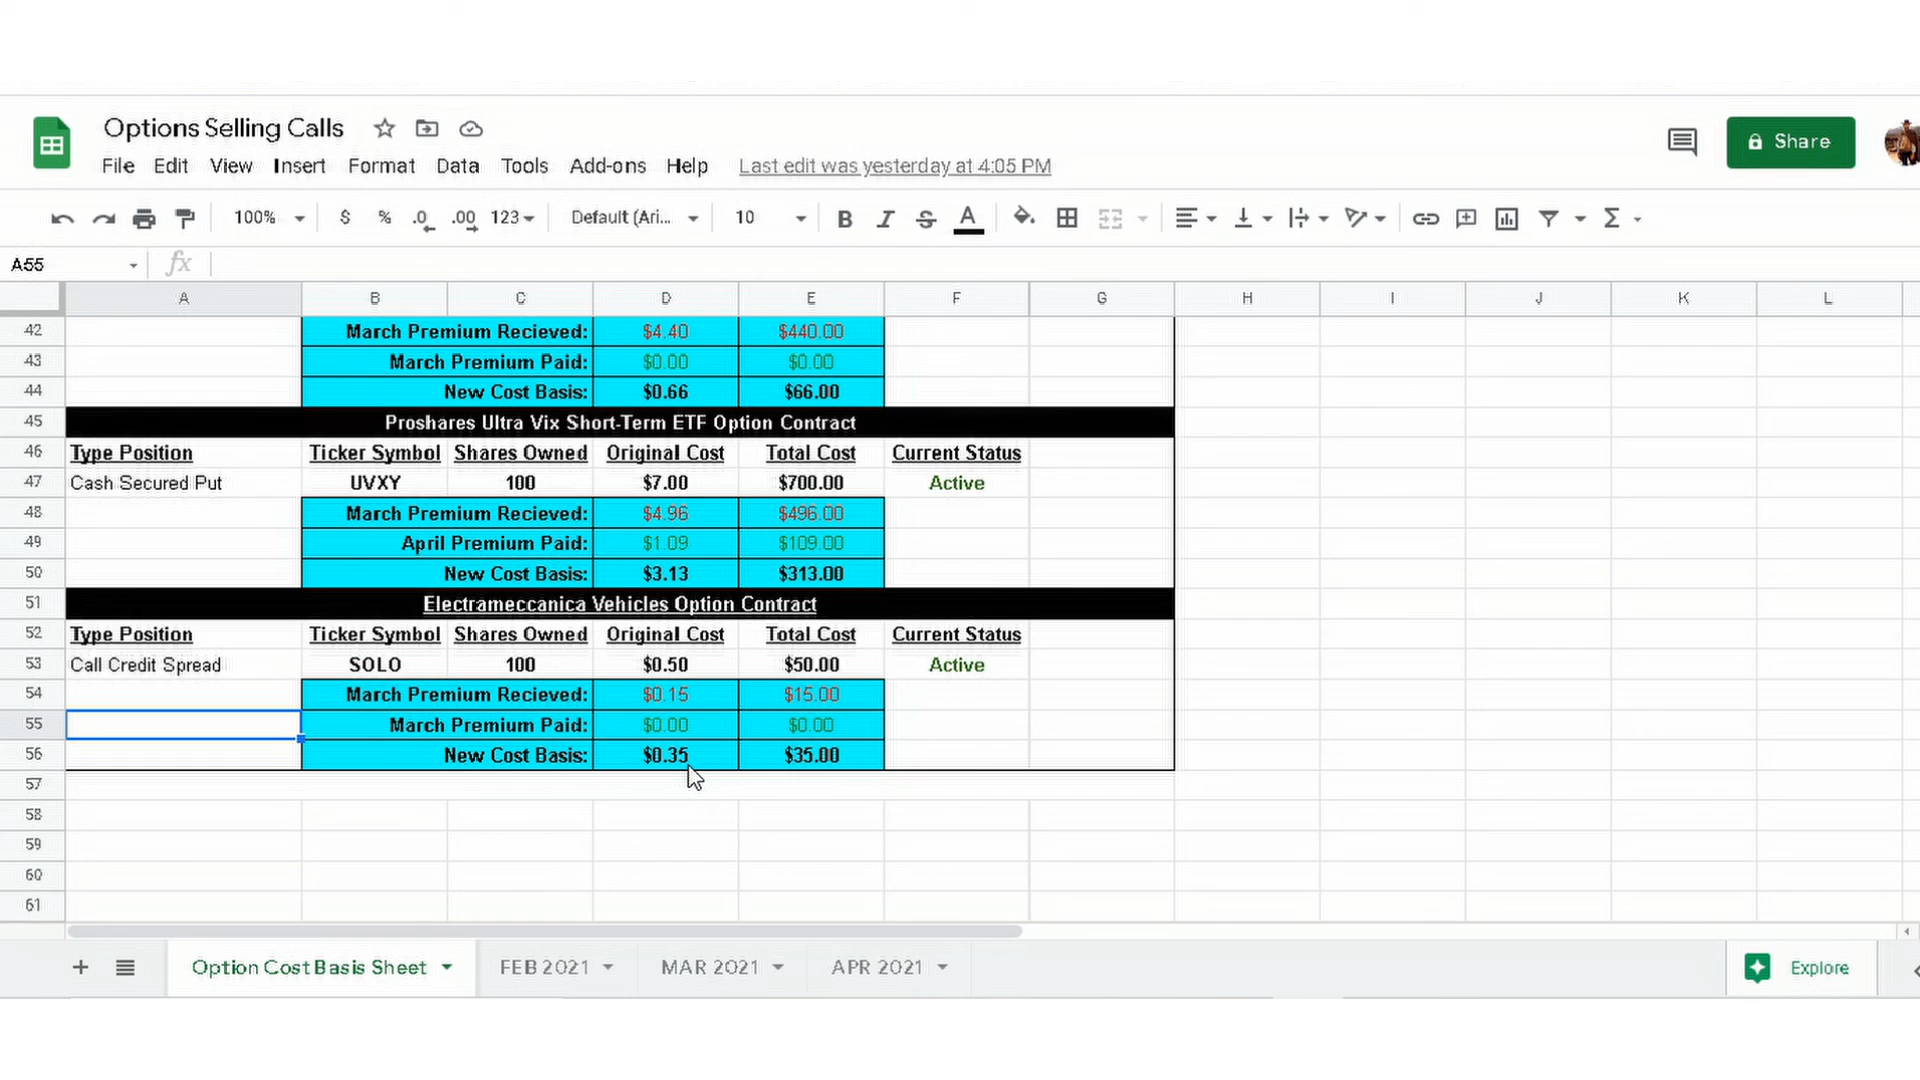 Options Selling Calls
Share
File Edit View Insert Format Data Tools Add-ons Help Last edit was yesterday at 4:05 PM
100% $ % .0 .00 123 Default (Ari... 10 B I S A Σ
A55 fx
A B C D E F G H I J K L
42 March Premium Recieved: $4.40 $440.00
43 March Premium Paid: $0.00 $0.00
44 New Cost Basis: $0.66 $66.00
45 Proshares Ultra Vix Short-Term ETF Option Contract
46 Type Position Ticker Symbol Shares Owned Original Cost Total Cost Current Status
47 Cash Secured Put UVXY 100 $7.00 $700.00 Active
48 March Premium Recieved: $4.96 $496.00
49 April Premium Paid: $1.09 $109.00
50 New Cost Basis: $3.13 $313.00
51 Electrameccanica Vehicles Option Contract
52 Type Position Ticker Symbol Shares Owned Original Cost Total Cost Current Status
53 Call Credit Spread SOLO 100 $0.50 $50.00 Active
54 March Premium Recieved: $0.15 $15.00
55 March Premium Paid: $0.00 $0.00
56 New Cost Basis: $0.35 $35.00
57
58
59
60
61
Option Cost Basis Sheet FEB 2021 MAR 2021 APR 2021 Explore